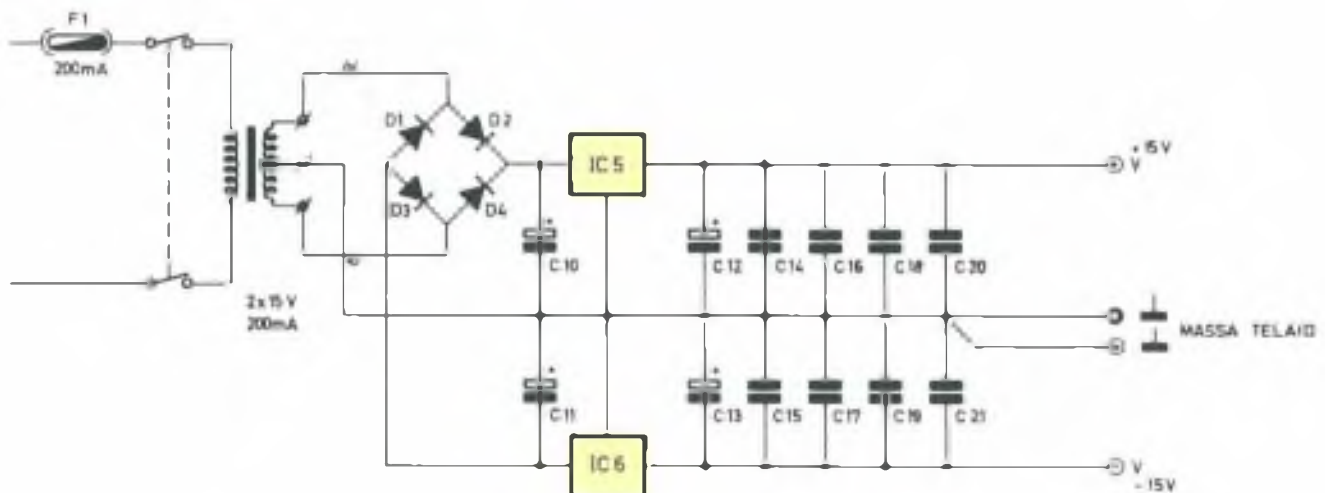 F1
200mA
2x15V
200mA
D1
D2
D3
D4
IC5
IC6
C10
C11
C12
C14
C16
C18
C20
C13
C15
C17
C19
C21
+15V
V
MASSA TELAIO
V
-15V